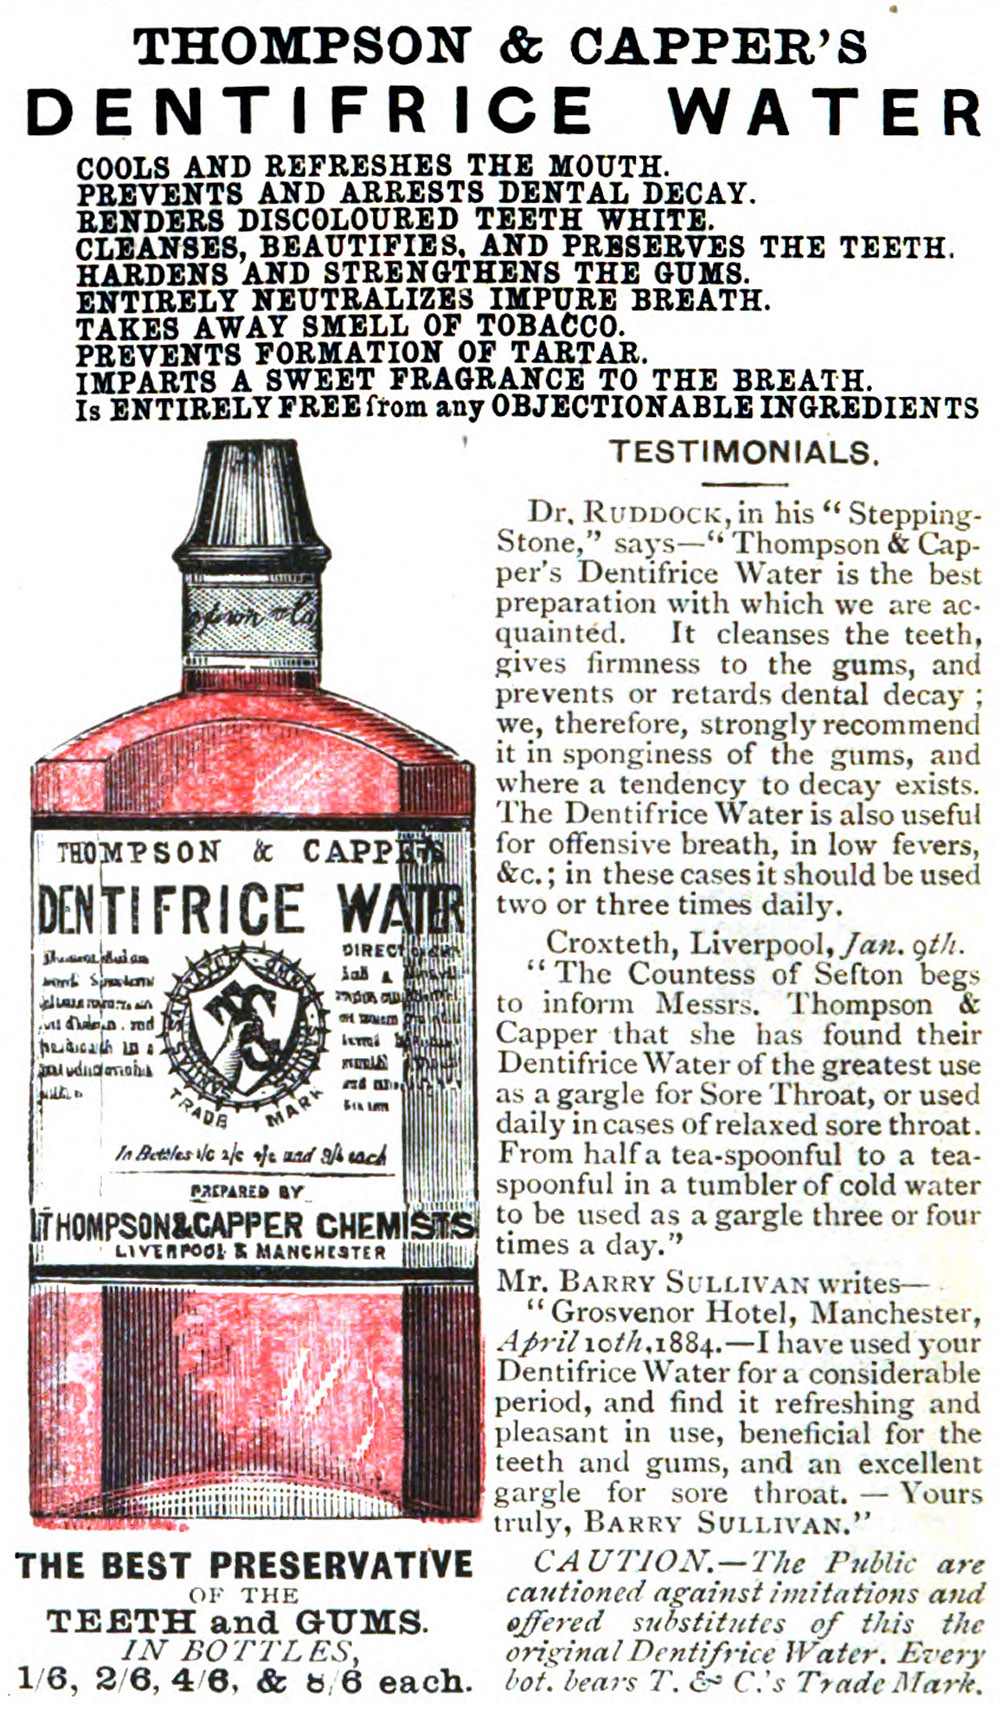 THOMPSON & CAPPER'S
DENTIFRICE WATER
COOLS AND REFRESHES THE MOUTH.
PREVENTS AND ARRESTS DENTAL DECAY.
RENDERS DISCOLOURED TEETH WHITE.
CLEANSES, BEAUTIFIES, AND PRESERVES THE TEETH.
HARDENS AND STRENGTHENS THE GUMS.
ENTIRELY NEUTRALIZES IMPURE BREATH.
TAKES AWAY SMELL OF TOBACCO.
PREVENTS FORMATION OF TARTAR.
IMPARTS A SWEET FRAGRANCE TO THE BREATH.
Is ENTIRELY FREE from any OBJECTIONABLE INGREDIENTS
THOMPSON & CAPPER'S
DENTIFRICE WATER
TRADE MARK
In Bottles
and
each
PREPARED BY
THOMPSON & CAPPER CHEMISTS
LIVERPOOL & MANCHESTER
THE BEST PRESERVATIVE
OF THE
TEETH and GUMS.
IN BOTTLES,
1/6, 2/6, 4/6, & 8/6 each.
TESTIMONIALS.
Dr. RUDDOCK, in his "Stepping-
Stone," says—"Thompson & Cap-
per's Dentifrice Water is the best
preparation with which we are ac-
quainted. It cleanses the teeth,
gives firmness to the gums, and
prevents or retards dental decay ;
we, therefore, strongly recommend
it in sponginess of the gums, and
where a tendency to decay exists.
The Dentifrice Water is also useful
for offensive breath, in low fevers,
&c.; in these cases it should be used
two or three times daily.
Croxteth, Liverpool, Jan. 9th.
"The Countess of Sefton begs
to inform Messrs. Thompson &
Capper that she has found their
Dentifrice Water of the greatest use
as a gargle for Sore Throat, or used
daily in cases of relaxed sore throat.
From half a tea-spoonful to a tea-
spoonful in a tumbler of cold water
to be used as a gargle three or four
times a day."
Mr. BARRY SULLIVAN writes—
"Grosvenor Hotel, Manchester,
April 10th, 1884.—I have used your
Dentifrice Water for a considerable
period, and find it refreshing and
pleasant in use, beneficial for the
teeth and gums, and an excellent
gargle for sore throat. — Yours
truly, BARRY SULLIVAN."
CAUTION.—The Public are
cautioned against imitations and
offered substitutes of this the
original Dentifrice Water. Every
bot. bears T. & C.'s Trade Mark.